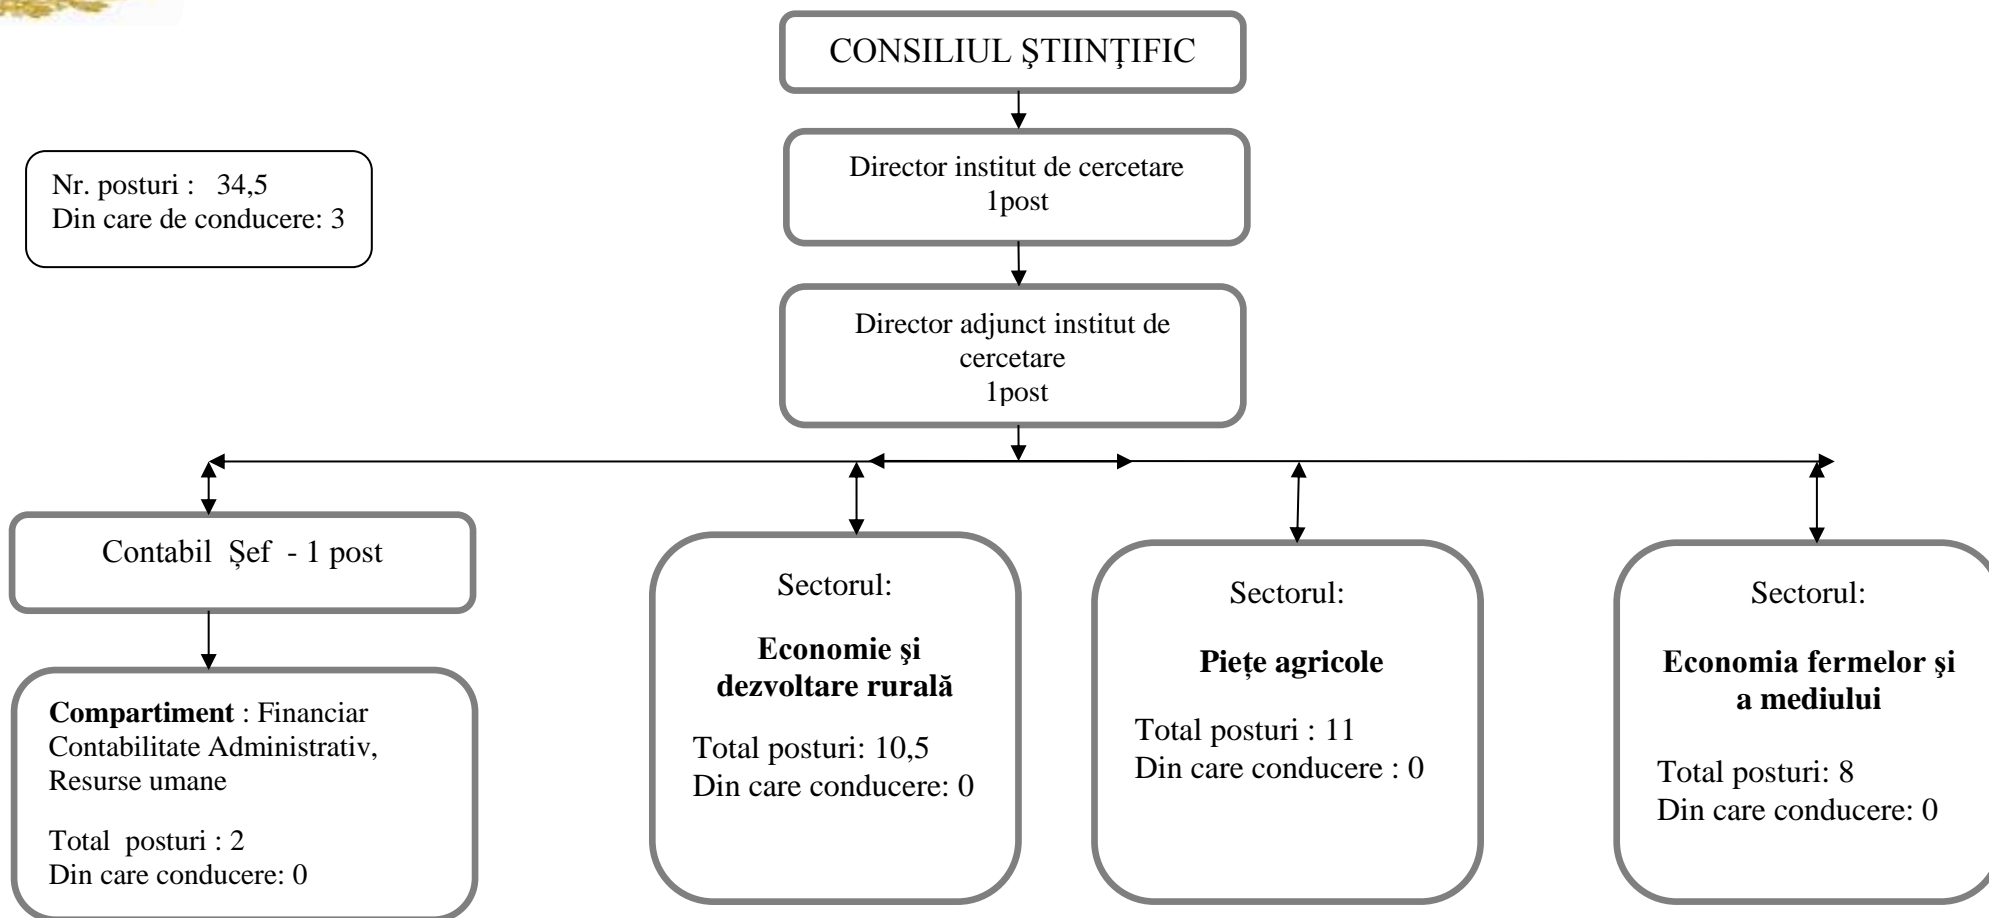 CONSILIUL ŞTIINŢIFIC
Nr. posturi :   34,5
Din care de conducere: 3
Director institut de cercetare
1post
Director adjunct institut de
cercetare
1post
Contabil  Șef  - 1 post
Compartiment : Financiar
Contabilitate Administrativ,
Resurse umane
Total  posturi : 2
Din care conducere: 0
Sectorul:
Economie şi
dezvoltare rurală
Total posturi: 10,5
Din care conducere: 0
Sectorul:
Piețe agricole
Total posturi : 11
Din care conducere : 0
Sectorul:
Economia fermelor şi
a mediului
Total posturi: 8
Din care conducere: 0